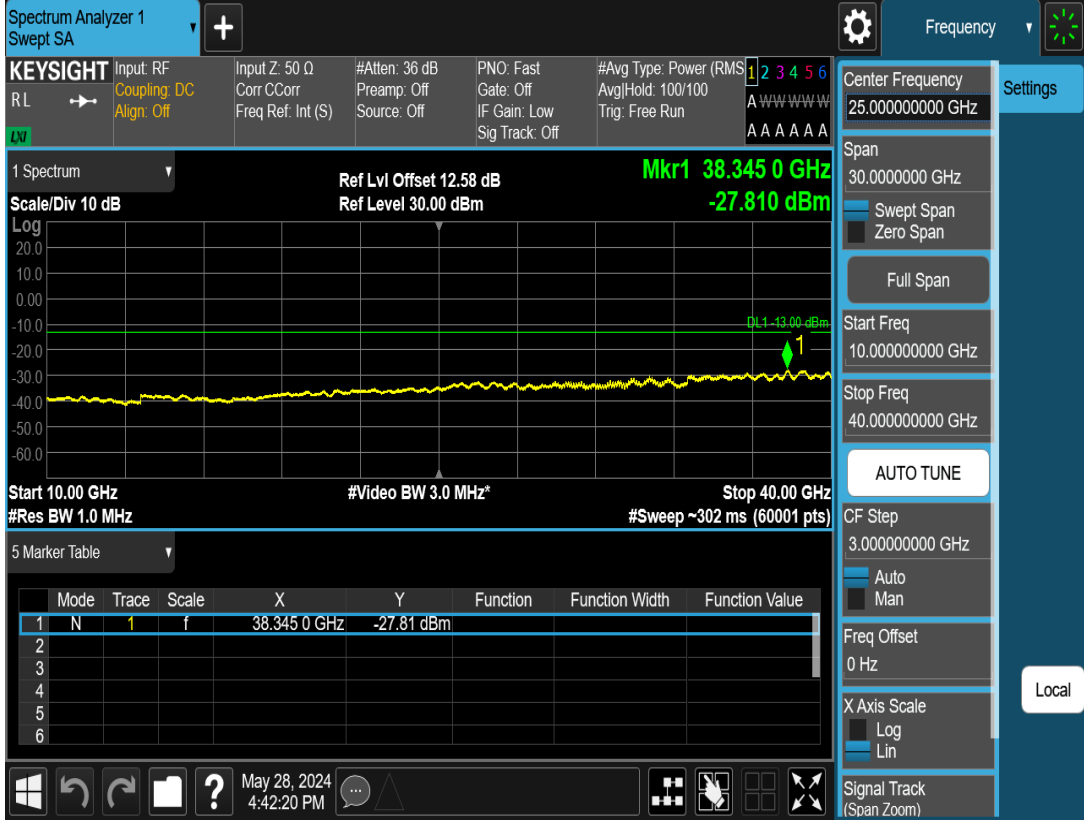 Spectrum Analyzer 1
Swept SA
Frequency
KEYSIGHT
R L
LXI
Input: RF
Coupling: DC
Align: Off
Input Z: 50 Ω
Corr CCorr
Freq Ref: Int (S)
#Atten: 36 dB
Preamp: Off
Source: Off
PNO: Fast
Gate: Off
IF Gain: Low
Sig Track: Off
#Avg Type: Power (RMS
Avg|Hold: 100/100
Trig: Free Run
1 2 3 4 5 6
A W W W W W
A A A A A A
1 Spectrum
Scale/Div 10 dB
Ref Lvl Offset 12.58 dB
Ref Level 30.00 dBm
Mkr1 38.345 0 GHz
-27.810 dBm
Log
20.0
10.0
0.00
-10.0
-20.0
-30.0
-40.0
-50.0
-60.0
DL1 -13.00 dBm
1
Start 10.00 GHz
#Video BW 3.0 MHz*
Stop 40.00 GHz
#Res BW 1.0 MHz
#Sweep ~302 ms (60001 pts)
5 Marker Table
Mode Trace Scale X Y Function Function Width Function Value
1 N 1 f 38.345 0 GHz -27.81 dBm
2
3
4
5
6
May 28, 2024
4:42:20 PM
Center Frequency
25.000000000 GHz
Settings
Span
30.0000000 GHz
Swept Span
Zero Span
Full Span
Start Freq
10.000000000 GHz
Stop Freq
40.000000000 GHz
AUTO TUNE
CF Step
3.000000000 GHz
Auto
Man
Freq Offset
0 Hz
Local
X Axis Scale
Log
Lin
Signal Track
(Span Zoom)